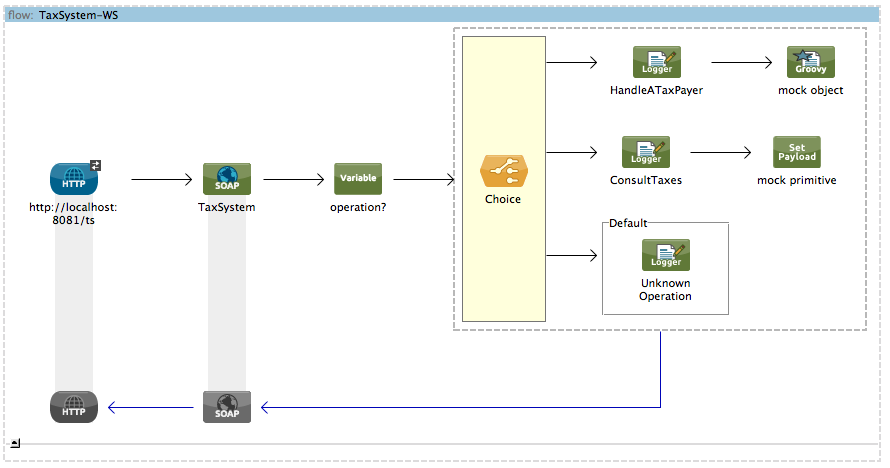 flow: TaxSystem-WS
HTTP
http://localhost:
8081/ts
SOAP
TaxSystem
Variable
operation?
Choice
Logger
HandleATaxPayer
Groovy
mock object
Logger
ConsultTaxes
Set
Payload
mock primitive
Default
Logger
Unknown
Operation
HTTP
SOAP